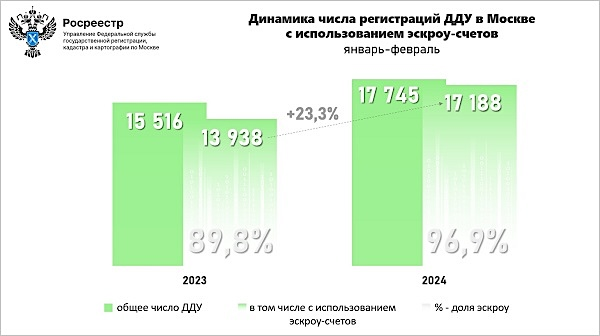 Росреестр
Управление Федеральной службы
государственной регистрации,
кадастра и картографии по Москве
Динамика числа регистраций ДДУ в Москве
с использованием эскроу-счетов
январь-февраль
15 516
13 938
+23,3%
17 745
17 188
89,8%
96,9%
2023
2024
общее число ДДУ
в том числе с использованием
эскроу-счетов
% - доля эскроу